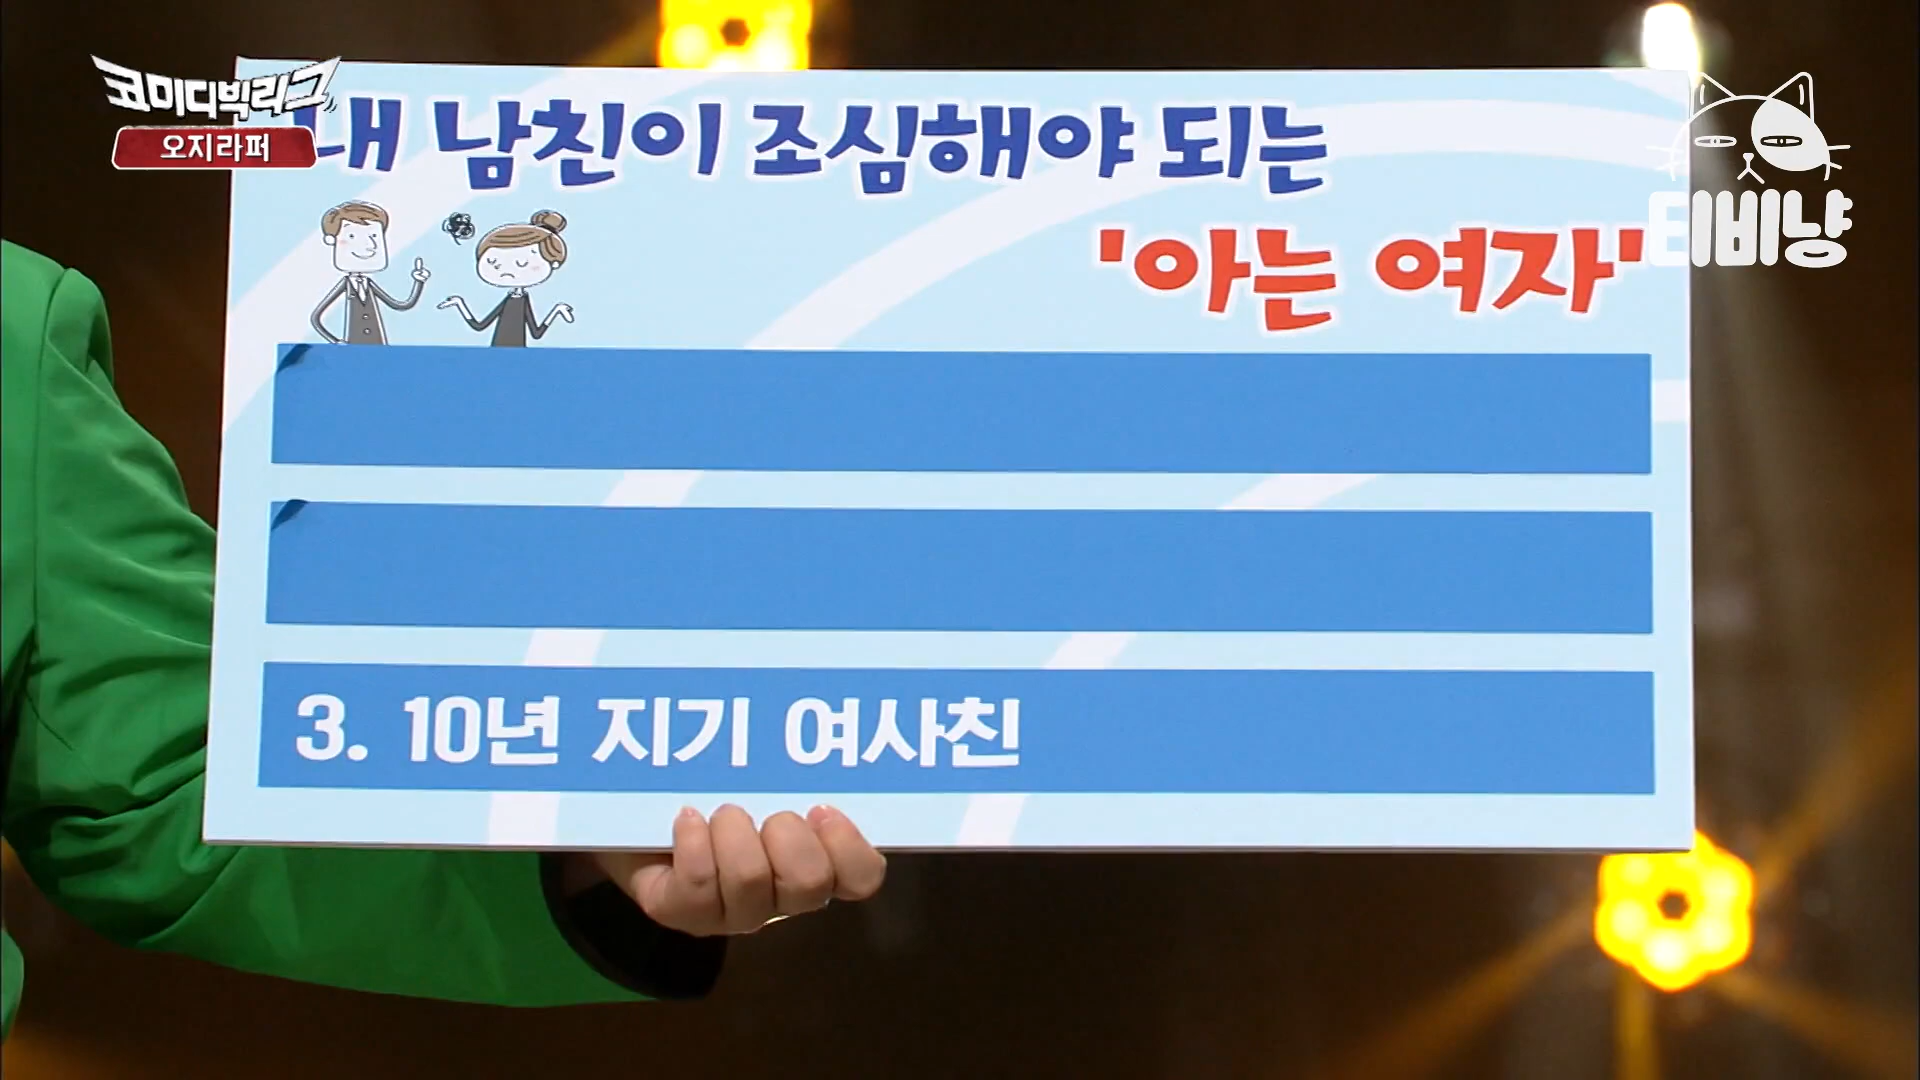 코미디빅리그
오지라퍼
내 남친이 조심해야 되는
'아는 여자'
티비냥
3. 10년 지기 여사친